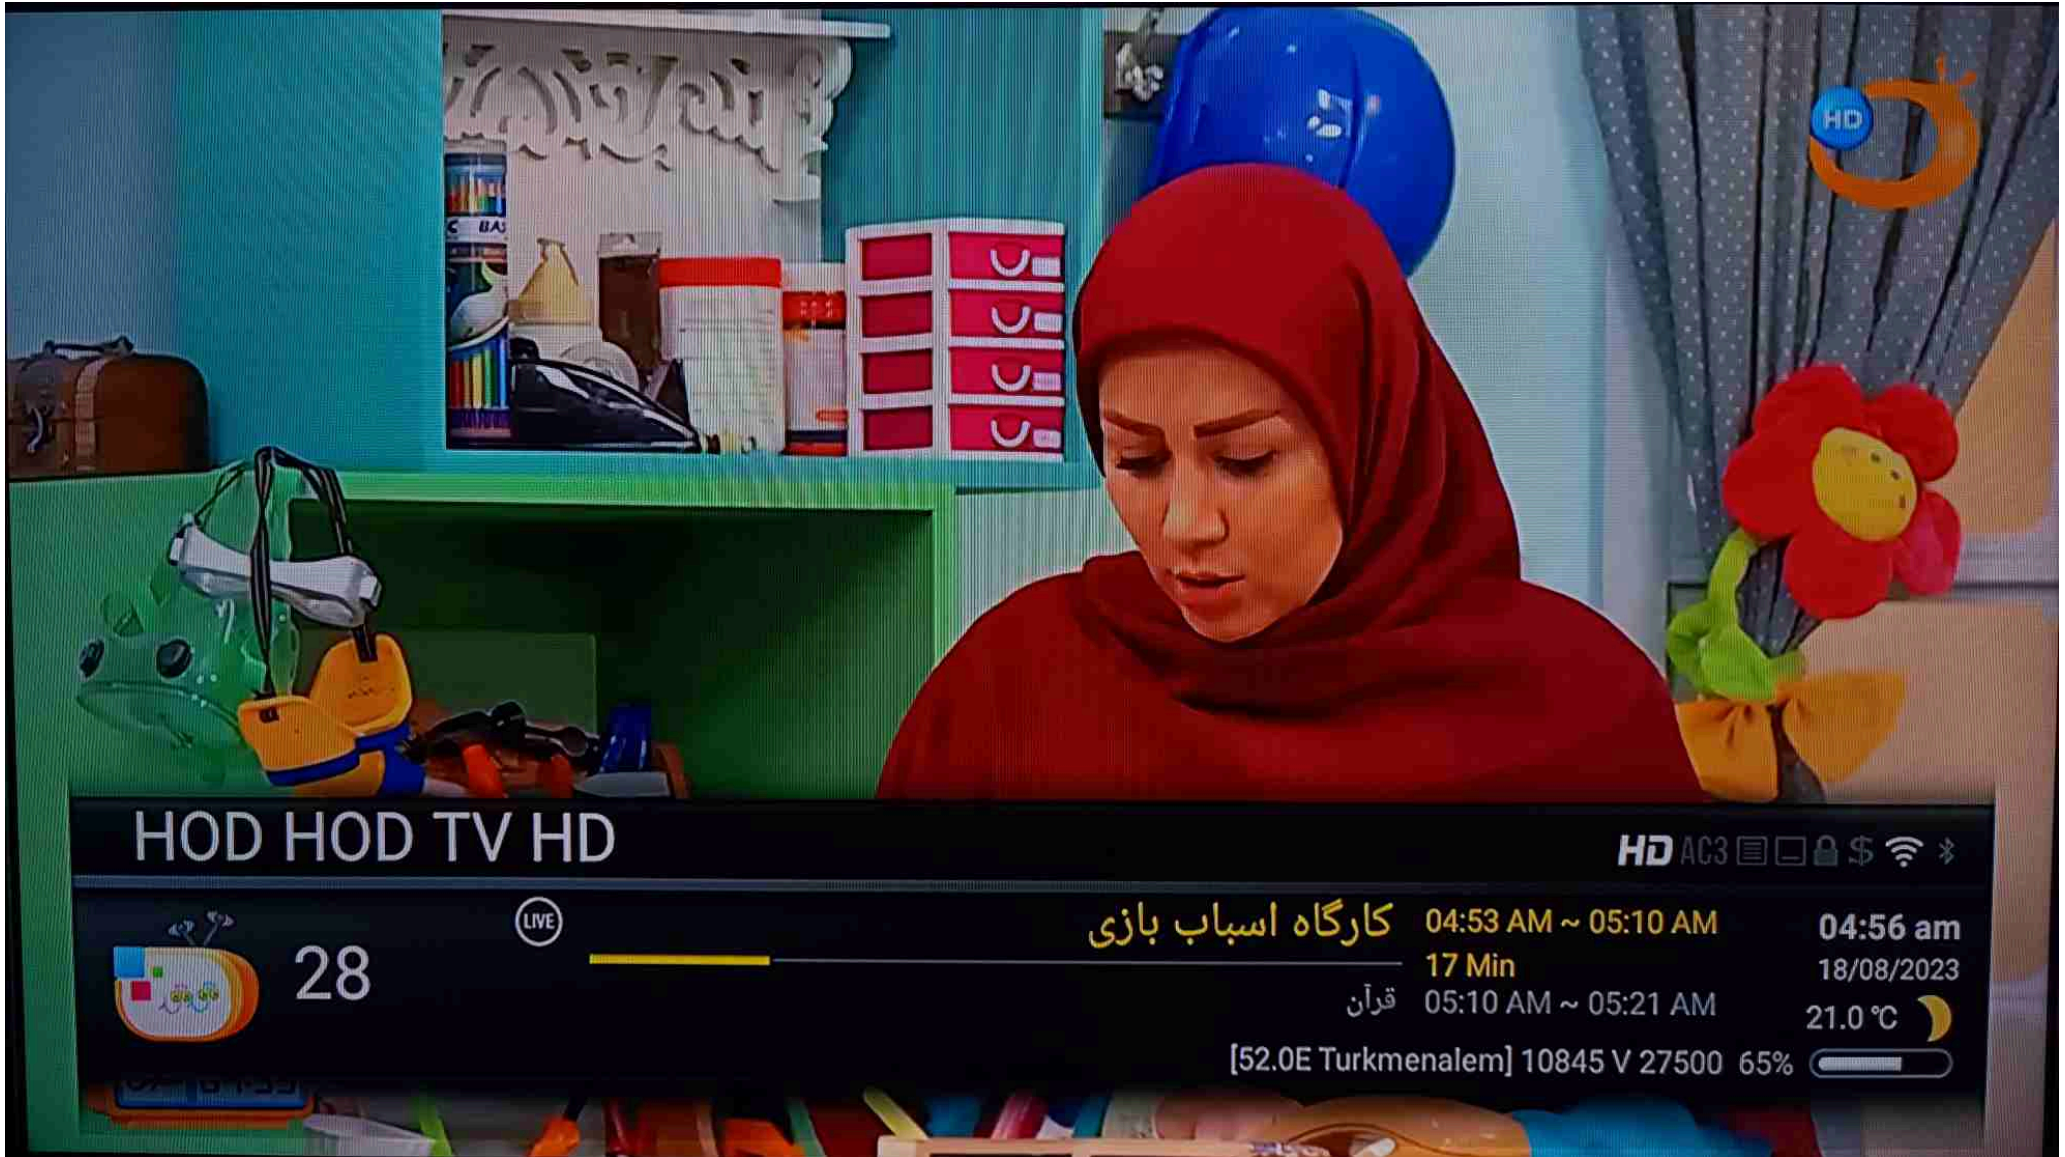 HD
BA
HOD HOD TV HD
HD AC3 $
LIVE
کارگاه اسباب بازی 04:53 AM ~ 05:10 AM
04:56 am
28
17 Min
18/08/2023
قرآن 05:10 AM ~ 05:21 AM
21.0 °C
[52.0E Turkmenalem] 10845 V 27500 65%